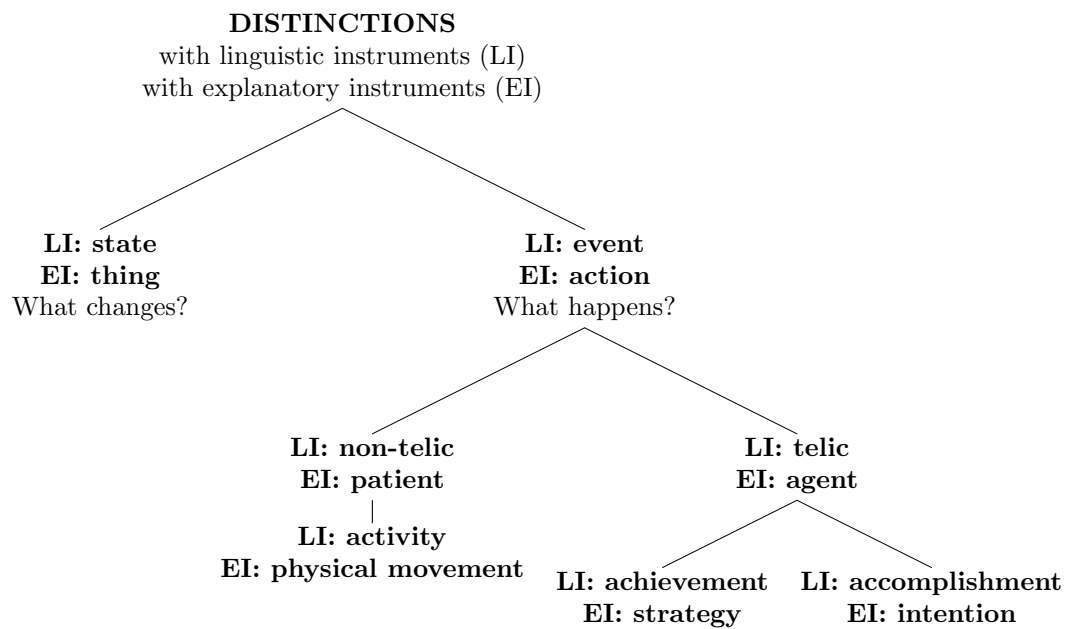 DISTINCTIONS
with linguistic instruments (LI)
with explanatory instruments (EI)
LI: state
EI: thing
What changes?
LI: event
EI: action
What happens?
LI: non-telic
EI: patient
LI: telic
EI: agent
LI: activity
EI: physical movement
LI: achievement
EI: strategy
LI: accomplishment
EI: intention